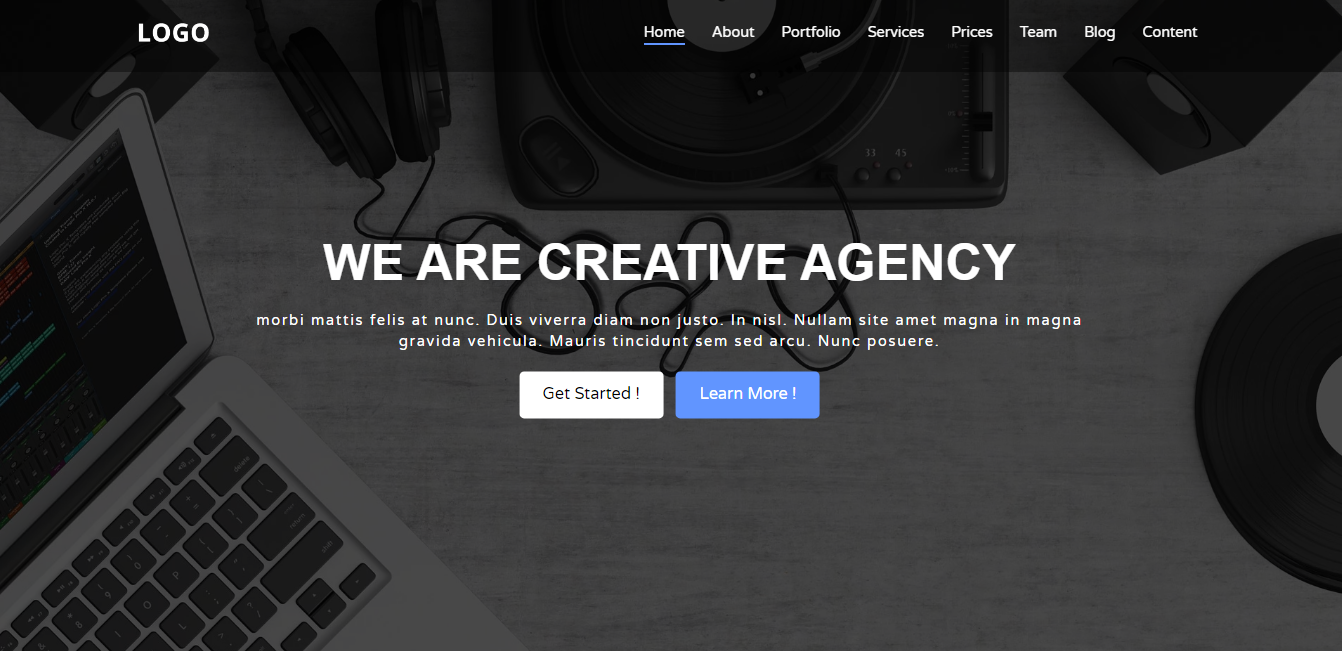 LOGO
Home About Portfolio Services Prices Team Blog Content
33 45
WE ARE CREATIVE AGENCY
morbi mattis felis at nunc. Duis viverra diam non justo. In nisl. Nullam site amet magna in magna
gravida vehicula. Mauris tincidunt sem sed arcu. Nunc posuere.
Get Started ! Learn More !